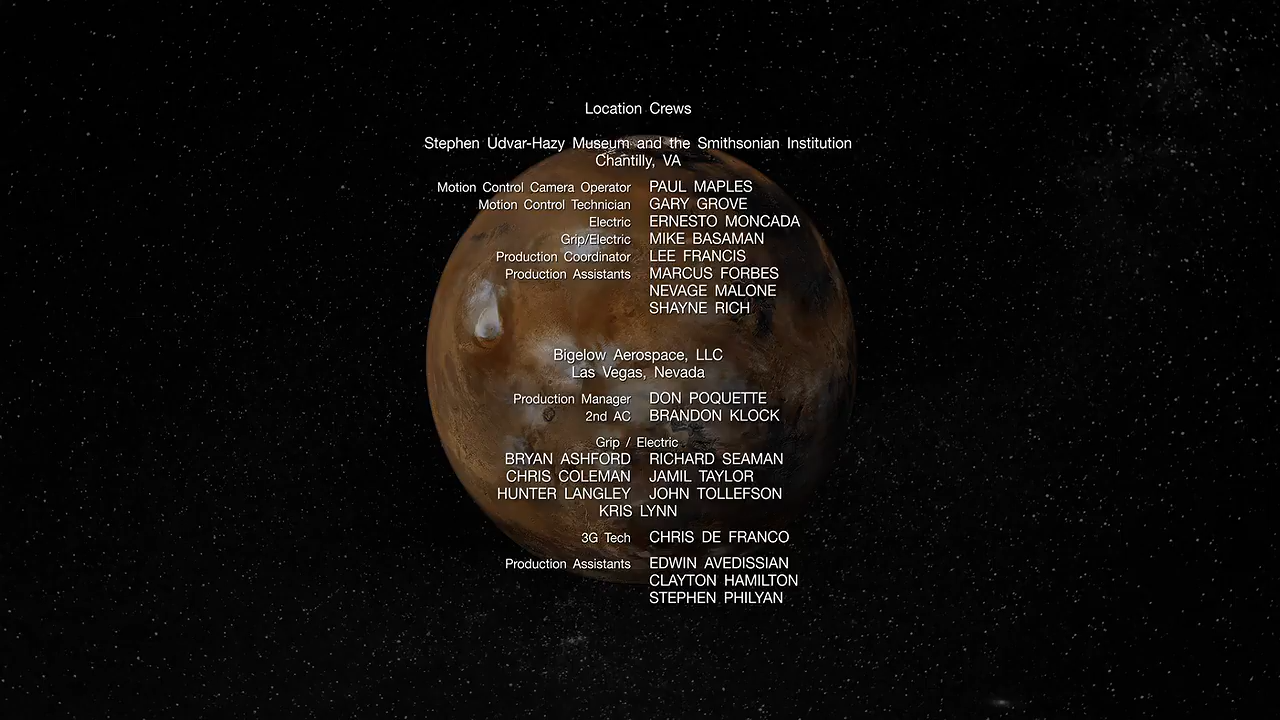 Location Crews
Stephen Udvar-Hazy Museum and the Smithsonian Institution
Chantilly, VA
Motion Control Camera Operator PAUL MAPLES
Motion Control Technician GARY GROVE
Electric ERNESTO MONCADA
Grip/Electric MIKE BASAMAN
Production Coordinator LEE FRANCIS
Production Assistants MARCUS FORBES
NEVAGE MALONE
SHAYNE RICH
Bigelow Aerospace, LLC
Las Vegas, Nevada
Production Manager DON POQUETTE
2nd AC BRANDON KLOCK
Grip / Electric
BRYAN ASHFORD RICHARD SEAMAN
CHRIS COLEMAN JAMIL TAYLOR
HUNTER LANGLEY JOHN TOLLEFSON
KRIS LYNN
3G Tech CHRIS DE FRANCO
Production Assistants EDWIN AVEDISSIAN
CLAYTON HAMILTON
STEPHEN PHILYAN